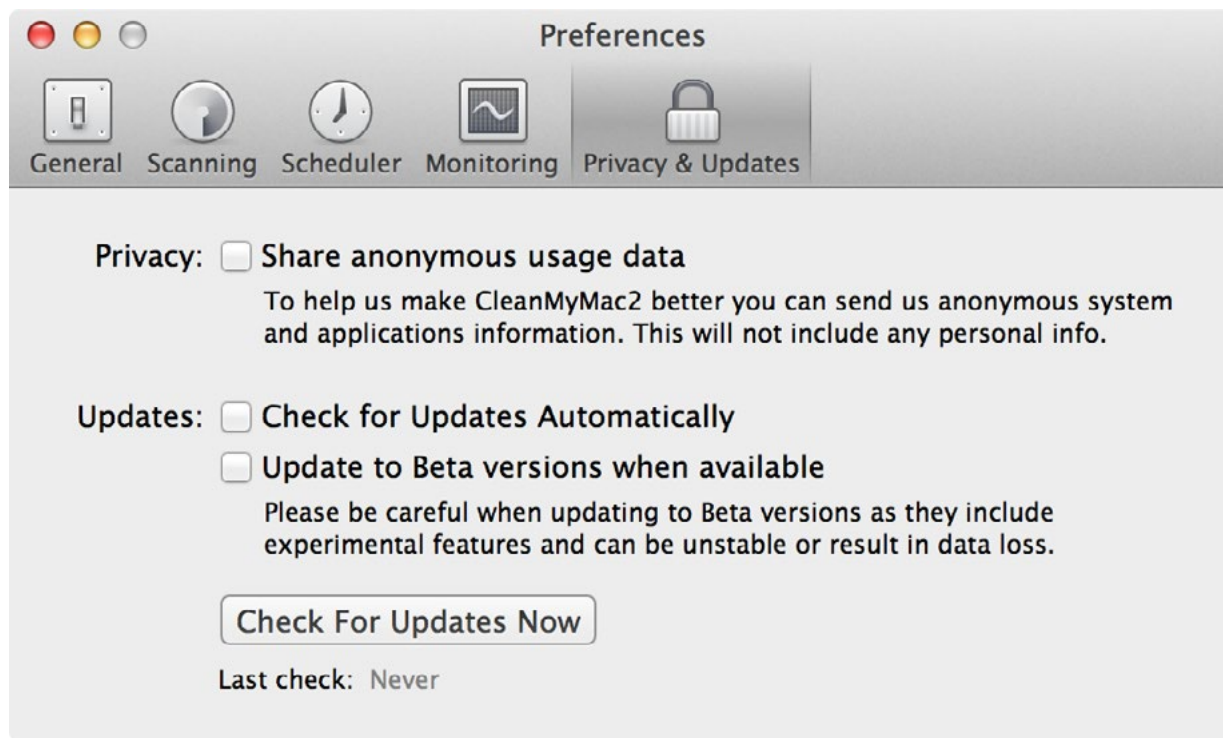 Preferences
General Scanning Scheduler Monitoring Privacy & Updates
Privacy: Share anonymous usage data
To help us make CleanMyMac2 better you can send us anonymous system
and applications information. This will not include any personal info.
Updates: Check for Updates Automatically
Update to Beta versions when available
Please be careful when updating to Beta versions as they include
experimental features and can be unstable or result in data loss.
Check For Updates Now
Last check: Never